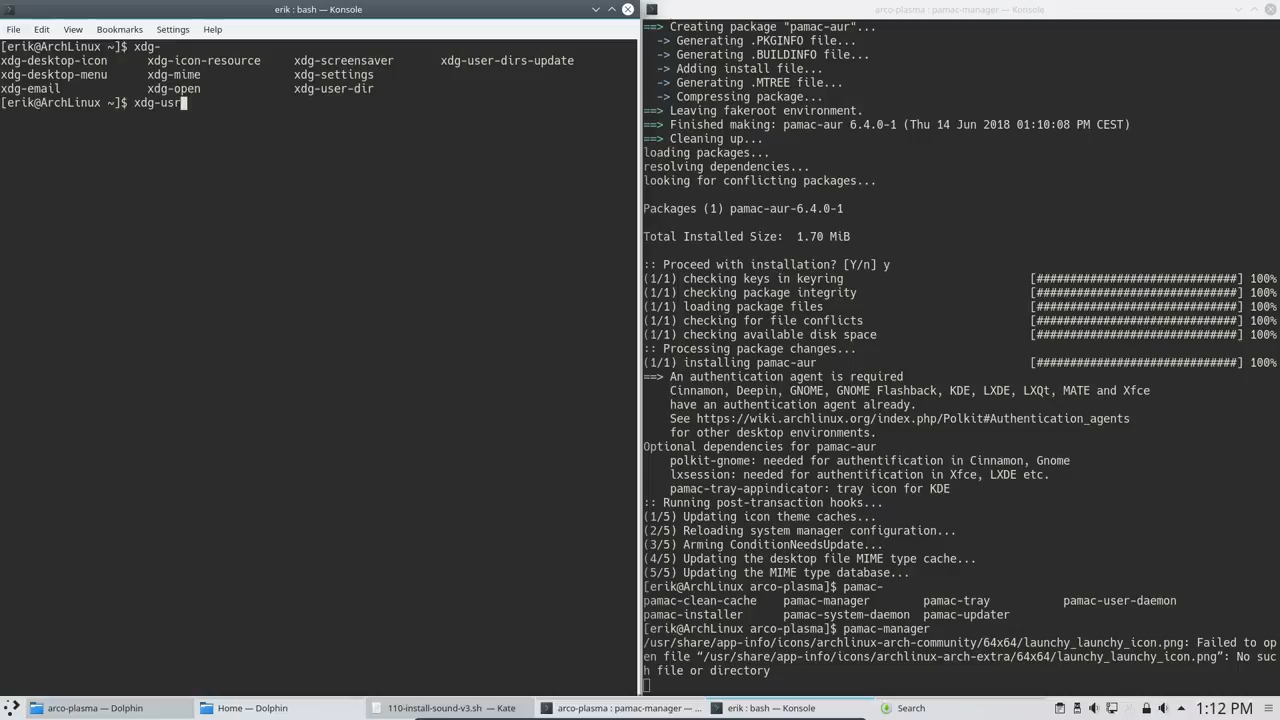 erik : bash — Konsole
File Edit View Bookmarks Settings Help
[erik@ArchLinux ~]$ xdg-
xdg-desktop-icon xdg-icon-resource xdg-screensaver xdg-user-dirs-update
xdg-desktop-menu xdg-mime xdg-settings
xdg-email xdg-open xdg-user-dir
[erik@ArchLinux ~]$ xdg-usr
arco-plasma : pamac-manager — Konsole
==> Creating package "pamac-aur"...
-> Generating .PKGINFO file...
-> Generating .BUILDINFO file...
-> Adding install file...
-> Generating .MTREE file...
-> Compressing package...
==> Leaving fakeroot environment.
==> Finished making: pamac-aur 6.4.0-1 (Thu 14 Jun 2018 01:10:08 PM CEST)
==> Cleaning up...
loading packages...
resolving dependencies...
looking for conflicting packages...
Packages (1) pamac-aur-6.4.0-1
Total Installed Size: 1.70 MiB
:: Proceed with installation? [Y/n] y
(1/1) checking keys in keyring [##############################] 100%
(1/1) checking package integrity [##############################] 100%
(1/1) loading package files [##############################] 100%
(1/1) checking for file conflicts [##############################] 100%
(1/1) checking available disk space [##############################] 100%
:: Processing package changes...
(1/1) installing pamac-aur [##############################] 100%
==> An authentication agent is required
Cinnamon, Deepin, GNOME, GNOME Flashback, KDE, LXDE, LXQt, MATE and Xfce
have an authentication agent already.
See https://wiki.archlinux.org/index.php/Polkit#Authentication_agents
for other desktop environments.
Optional dependencies for pamac-aur
polkit-gnome: needed for authentification in Cinnamon, Gnome
lxsession: needed for authentification in Xfce, LXDE etc.
pamac-tray-appindicator: tray icon for KDE
:: Running post-transaction hooks...
(1/5) Updating icon theme caches...
(2/5) Reloading system manager configuration...
(3/5) Arming ConditionNeedsUpdate...
(4/5) Updating the desktop file MIME type cache...
(5/5) Updating the MIME type database...
[erik@ArchLinux arco-plasma]$ pamac-
pamac-clean-cache pamac-manager pamac-tray pamac-user-daemon
pamac-installer pamac-system-daemon pamac-updater
[erik@ArchLinux arco-plasma]$ pamac-manager
/usr/share/app-info/icons/archlinux-arch-community/64x64/launchy_launchy_icon.png: Failed to op
en file “/usr/share/app-info/icons/archlinux-arch-extra/64x64/launchy_launchy_icon.png”: No suc
h file or directory
arco-plasma — Dolphin Home — Dolphin 110-install-sound-v3.sh — Kate arco-plasma : pamac-manager — ... erik : bash — Konsole Search 1:12 PM